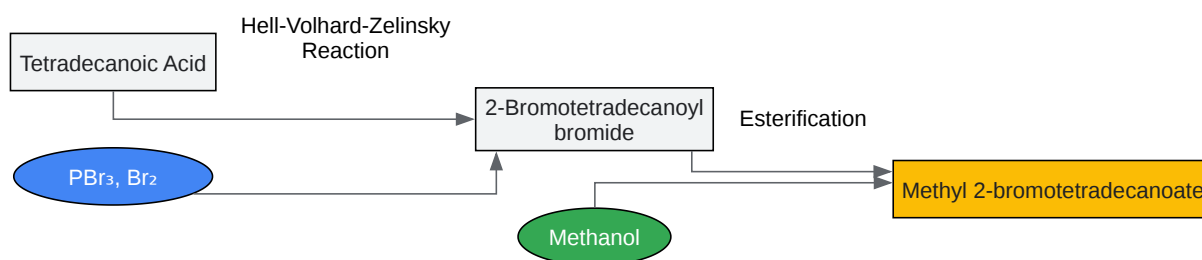 Hell-Volhard-Zelinsky
Reaction
Tetradecanoic Acid
2-Bromotetradecanoyl
bromide
Esterification
PBr₃, Br₂
Methyl 2-bromotetradecanoate
Methanol